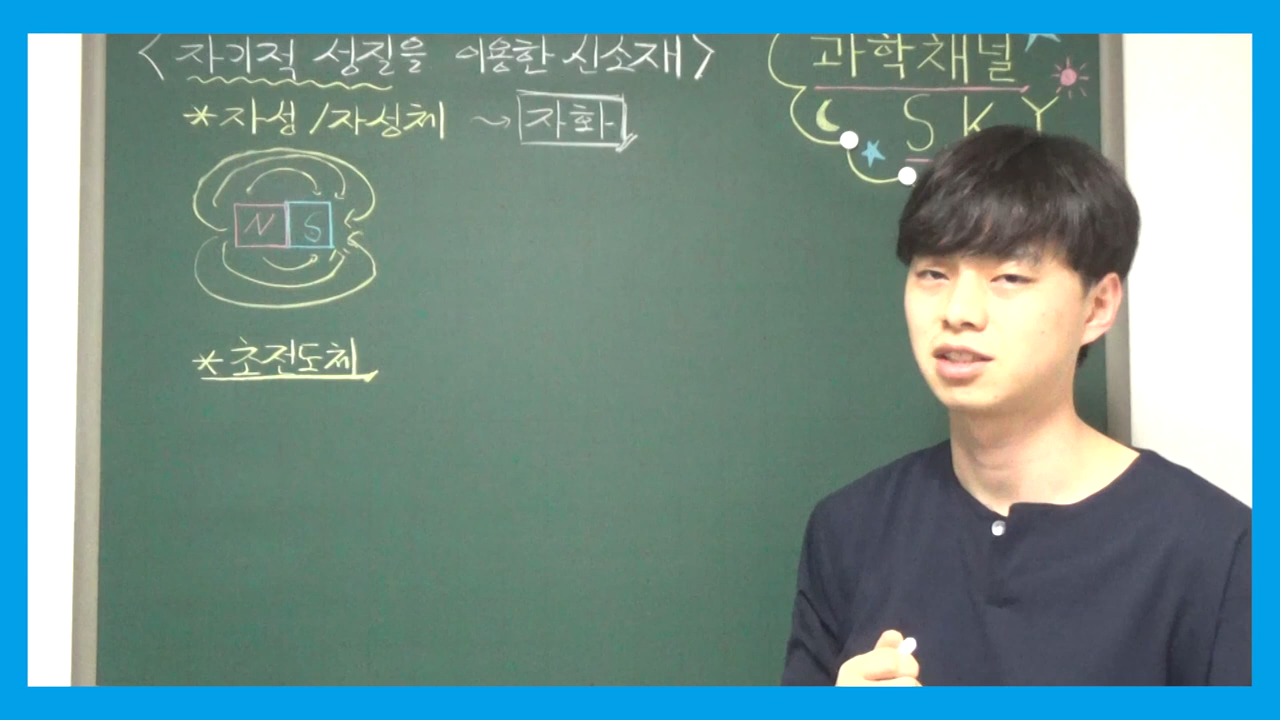 <자기적 성질을 이용한 신소재>
*자성/자성체 ~> 자화
N S
*초전도체
과학채널
SKY